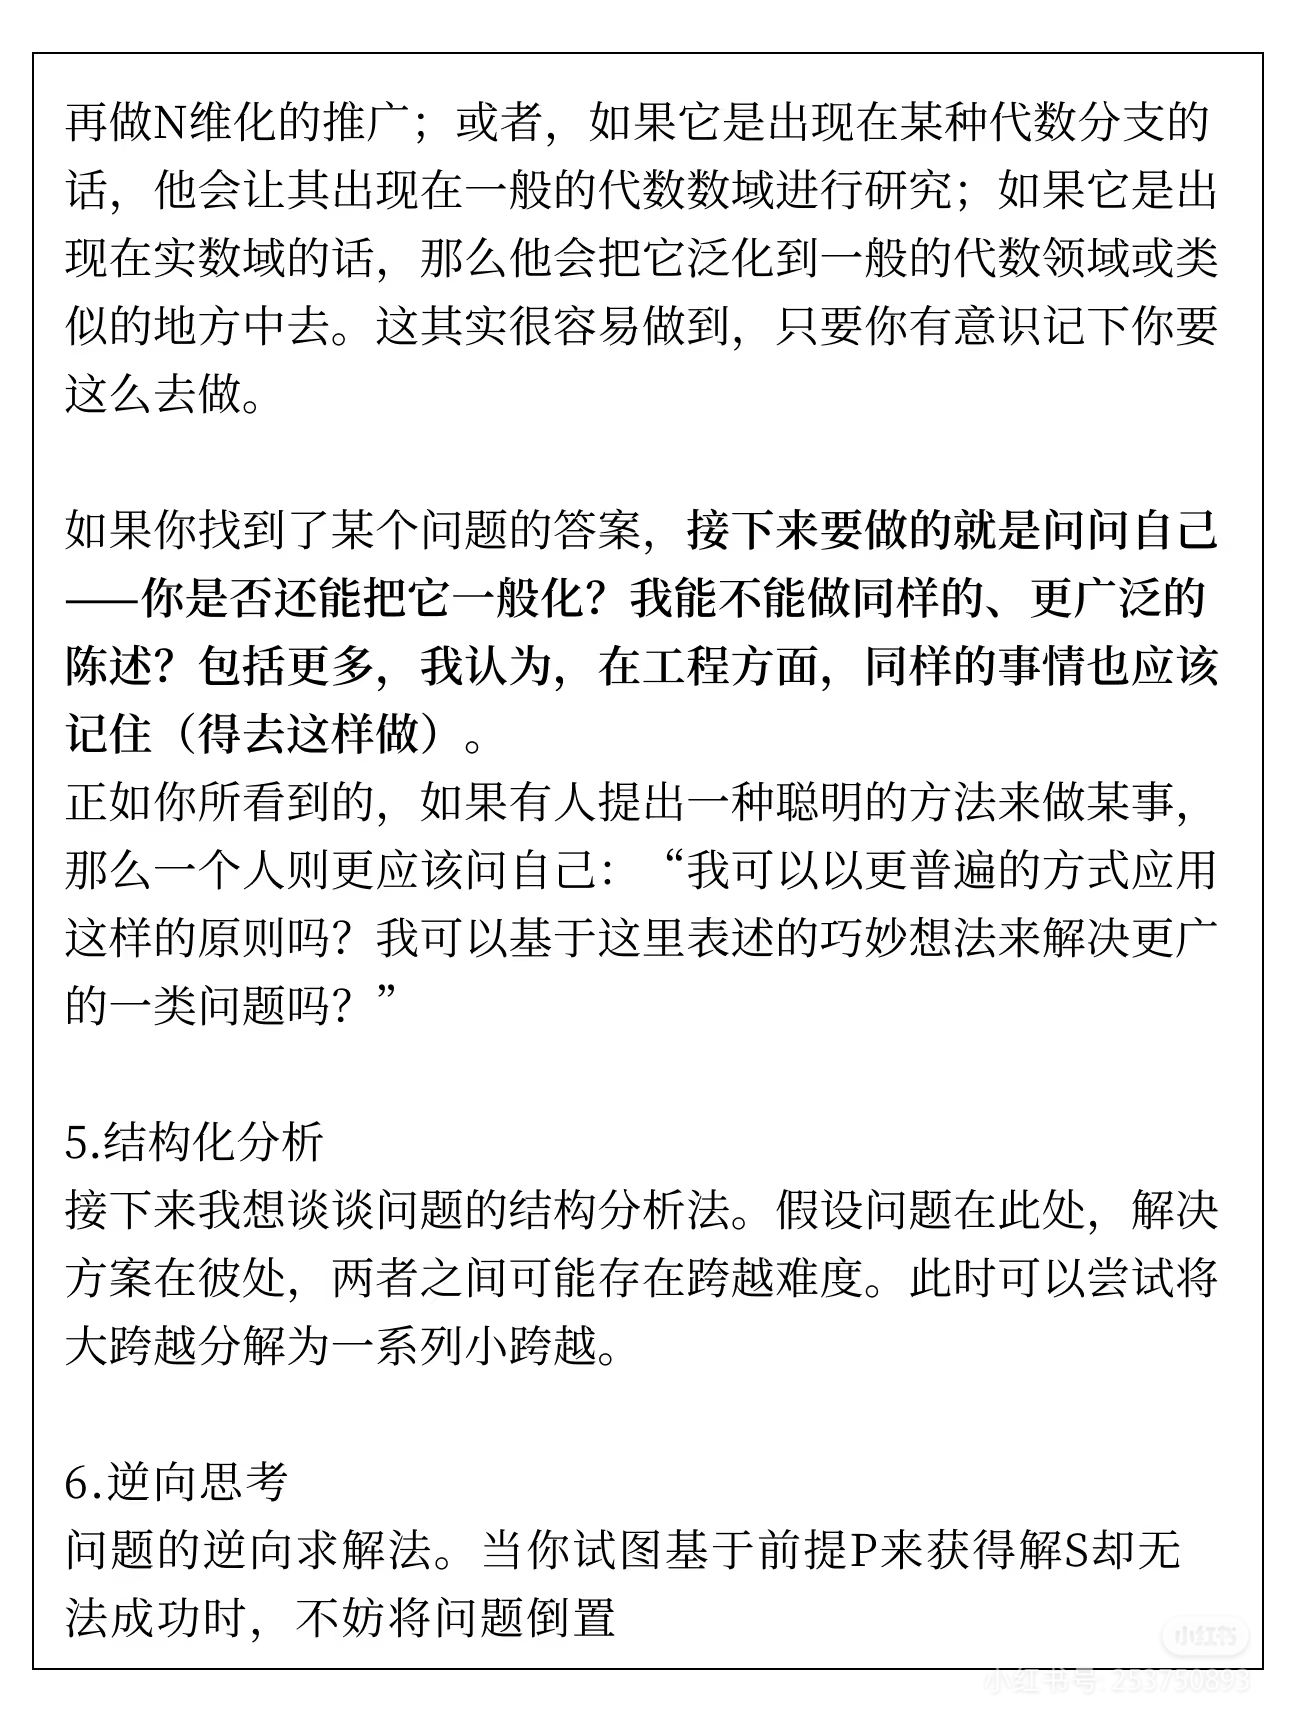 再做N维化的推广；或者，如果它是出现在某种代数分支的
话，他会让其出现在一般的代数数域进行研究；如果它是出
现在实数域的话，那么他会把它泛化到一般的代数领域或类
似的地方中去。这其实很容易做到，只要你有意识记下你要
这么去做。
如果你找到了某个问题的答案，接下来要做的就是问问自己
——你是否还能把它一般化？我能不能做同样的、更广泛的
陈述？包括更多，我认为，在工程方面，同样的事情也应该
记住（得去这样做）。
正如你所看到的，如果有人提出一种聪明的方法来做某事，
那么一个人则更应该问自己：“我可以以更普遍的方式应用
这样的原则吗？我可以基于这里表述的巧妙想法来解决更广
的一类问题吗？”
5.结构化分析
接下来我想谈谈问题的结构分析法。假设问题在此处，解决
方案在彼处，两者之间可能存在跨越难度。此时可以尝试将
大跨越分解为一系列小跨越。
6.逆向思考
问题的逆向求解法。当你试图基于前提P来获得解S却无
法成功时，不妨将问题倒置
小红书
小红书号: 253750893